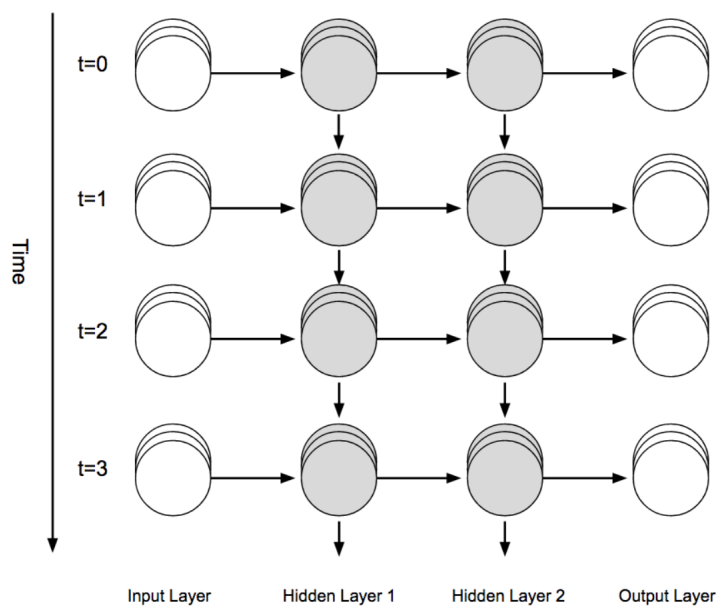 t=0
t=1
Time
t=2
t=3
Input Layer
Hidden Layer 1
Hidden Layer 2
Output Layer